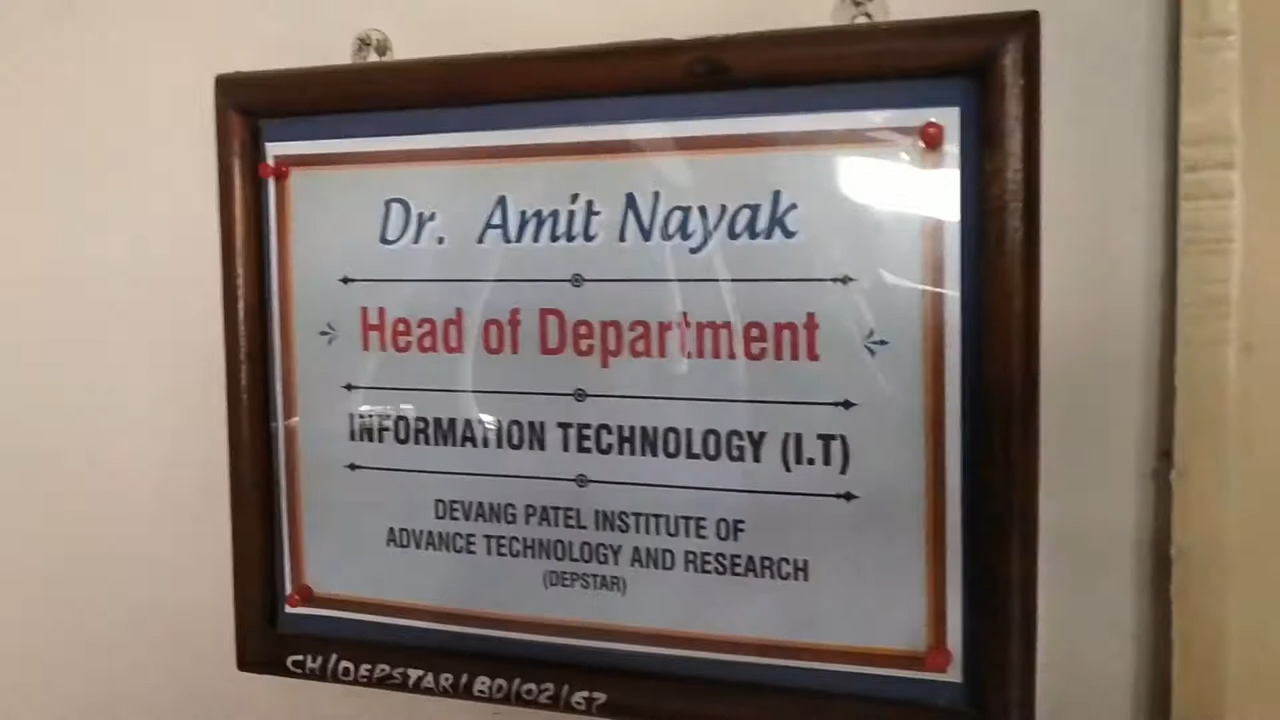 Dr. Amit Nayak
Head of Department
INFORMATION TECHNOLOGY (I.T)
DEVANG PATEL INSTITUTE OF
ADVANCE TECHNOLOGY AND RESEARCH
(DEPSTAR)
CH/DEPSTAR/BD/02/67